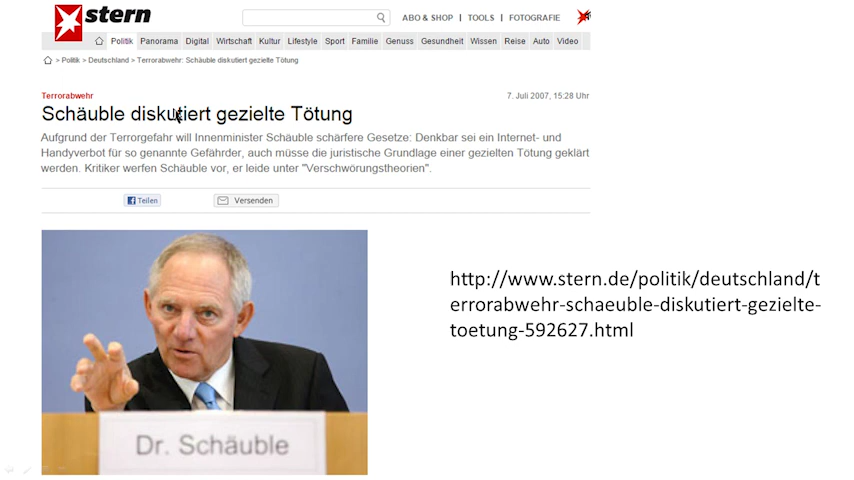 stern
ABO & SHOP | TOOLS | FOTOGRAFIE
Politik Panorama Digital Wirtschaft Kultur Lifestyle Sport Familie Genuss Gesundheit Wissen Reise Auto Video
> Politik > Deutschland > Terrorabwehr: Schäuble diskutiert gezielte Tötung
Terrorabwehr
7. Juli 2007, 15:28 Uhr
Schäuble diskutiert gezielte Tötung
Aufgrund der Terrorgefahr will Innenminister Schäuble schärfere Gesetze: Denkbar sei ein Internet- und
Handyverbot für so genannte Gefährder, auch müsse die juristische Grundlage einer gezielten Tötung geklärt
werden. Kritiker werfen Schäuble vor, er leide unter "Verschwörungstheorien".
Teilen
Versenden
Dr. Schäuble
http://www.stern.de/politik/deutschland/t
errorabwehr-schaeuble-diskutiert-gezielte-
toetung-592627.html